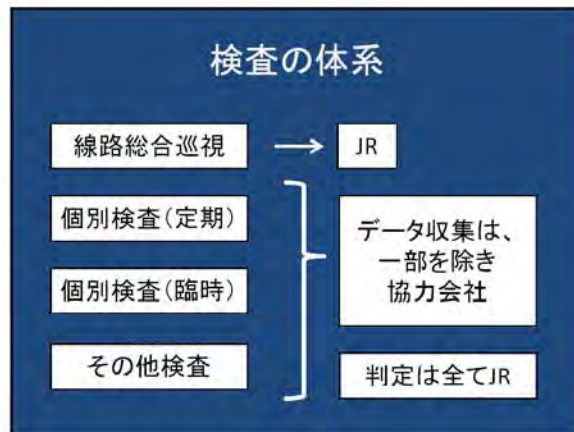 検査の体系
線路総合巡視
JR
個別検査(定期)
個別検査(臨時)
その他検査
データ収集は、
一部を除き
協力会社
判定は全てJR